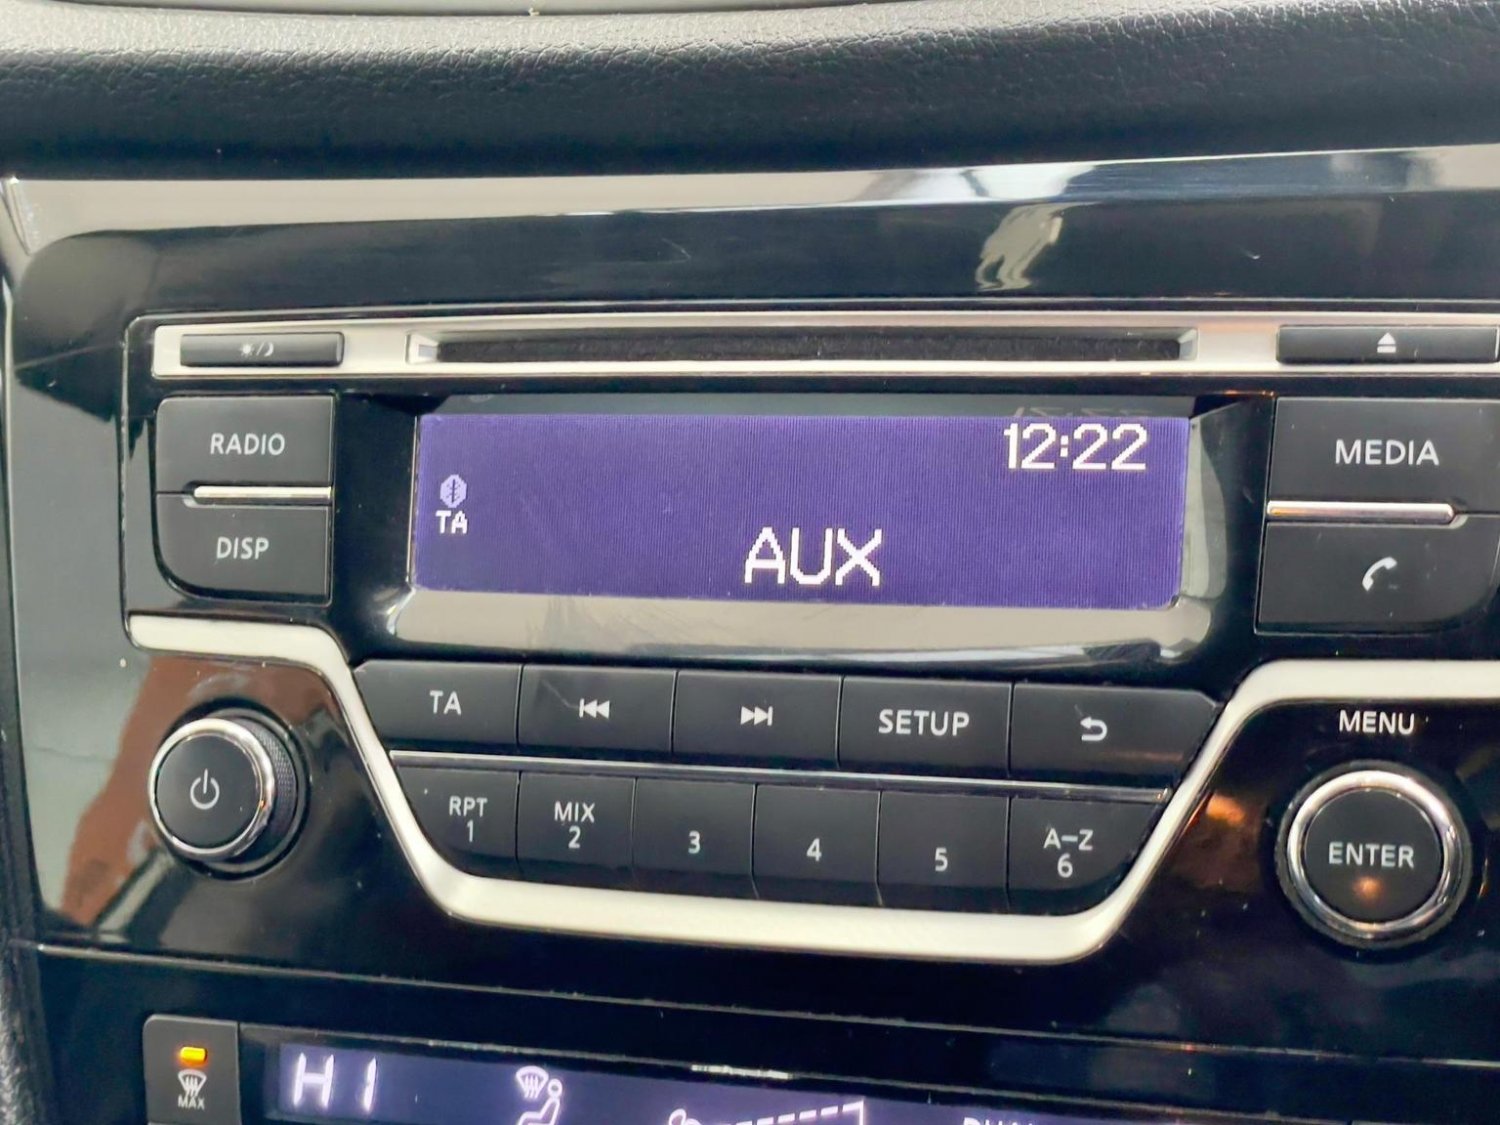 RADIO
12:22
MEDIA
TA
DISP
AUX
TA
SETUP
MENU
RPT
1
MIX
2
3
4
5
A-Z
6
ENTER
MAX
HI